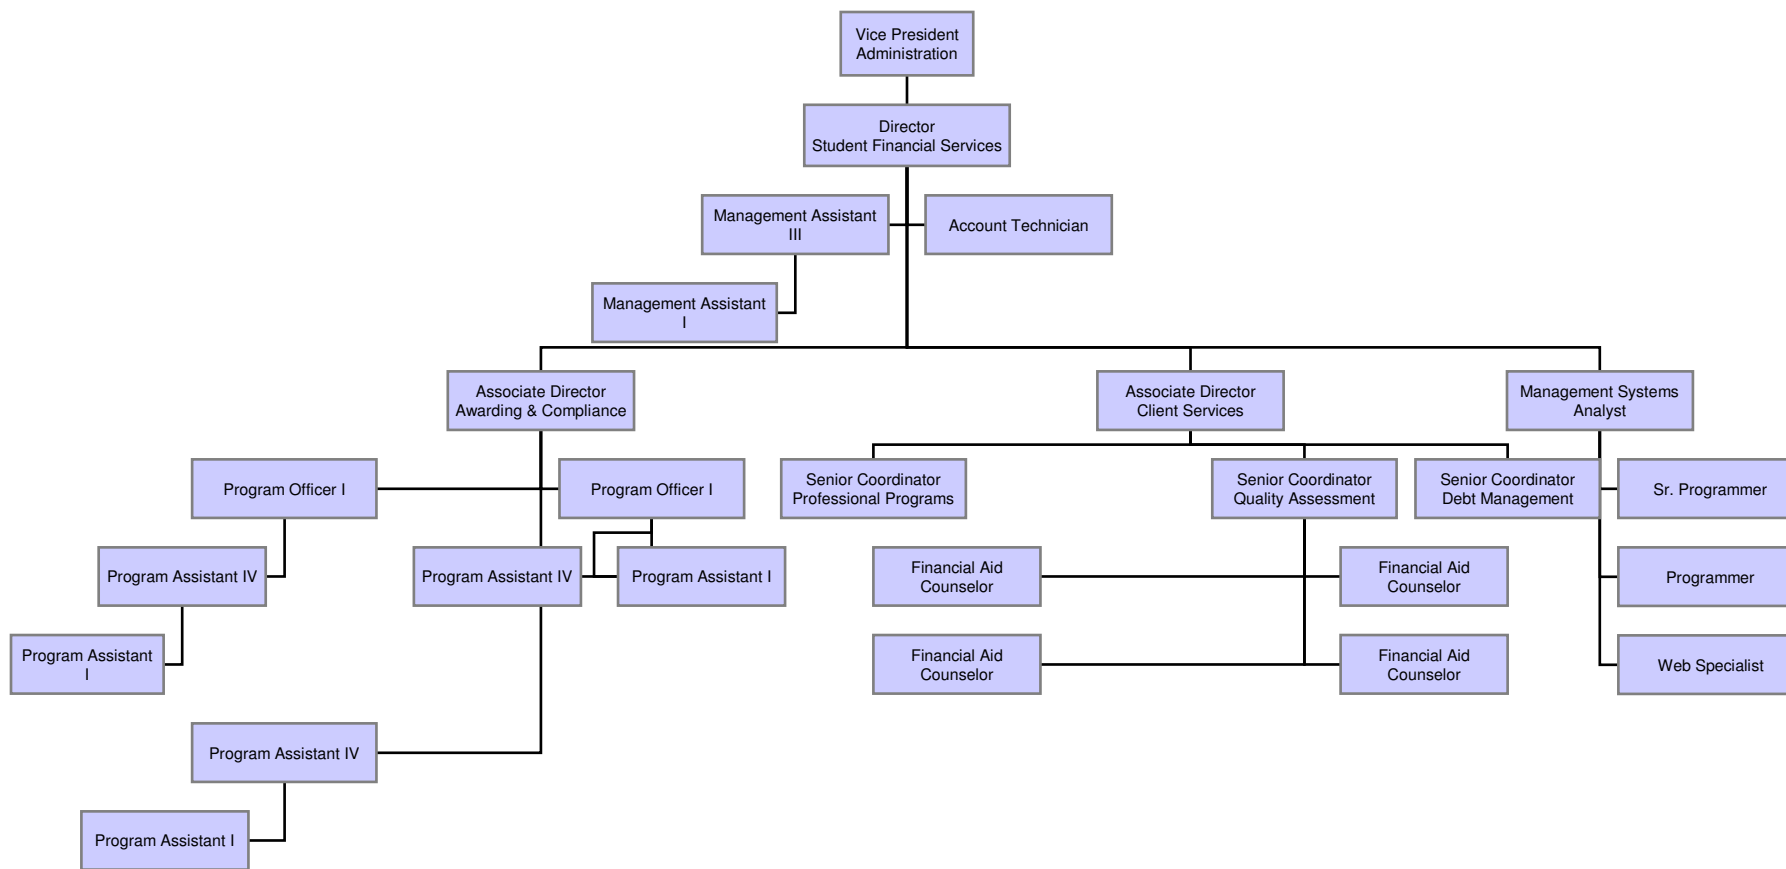 Vice President
Administration
Director
Student Financial Services
Management Assistant
III
Account Technician
Management Assistant
I
Associate Director
Awarding & Compliance
Associate Director
Client Services
Management Systems
Analyst
Program Officer I
Program Officer I
Senior Coordinator
Professional Programs
Senior Coordinator
Quality Assessment
Senior Coordinator
Debt Management
Sr. Programmer
Program Assistant IV
Program Assistant IV
Program Assistant I
Financial Aid
Counselor
Financial Aid
Counselor
Programmer
Program Assistant
I
Financial Aid
Counselor
Financial Aid
Counselor
Web Specialist
Program Assistant IV
Program Assistant I